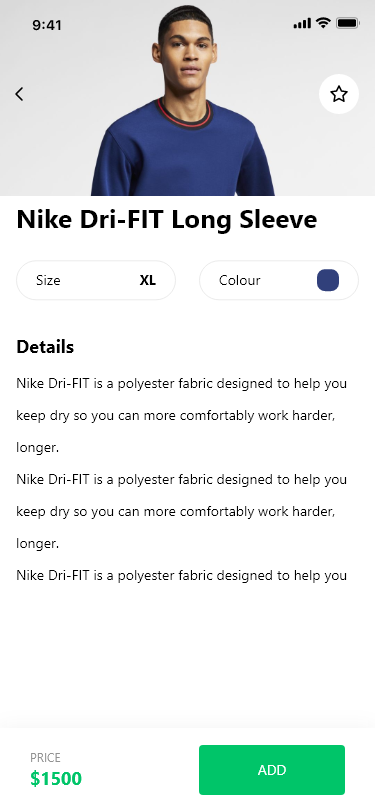 9:41
Nike Dri-FIT Long Sleeve
Size XL Colour
Details
Nike Dri-FIT is a polyester fabric designed to help you
keep dry so you can more comfortably work harder,
longer.
Nike Dri-FIT is a polyester fabric designed to help you
keep dry so you can more comfortably work harder,
longer.
Nike Dri-FIT is a polyester fabric designed to help you
PRICE
$1500
ADD